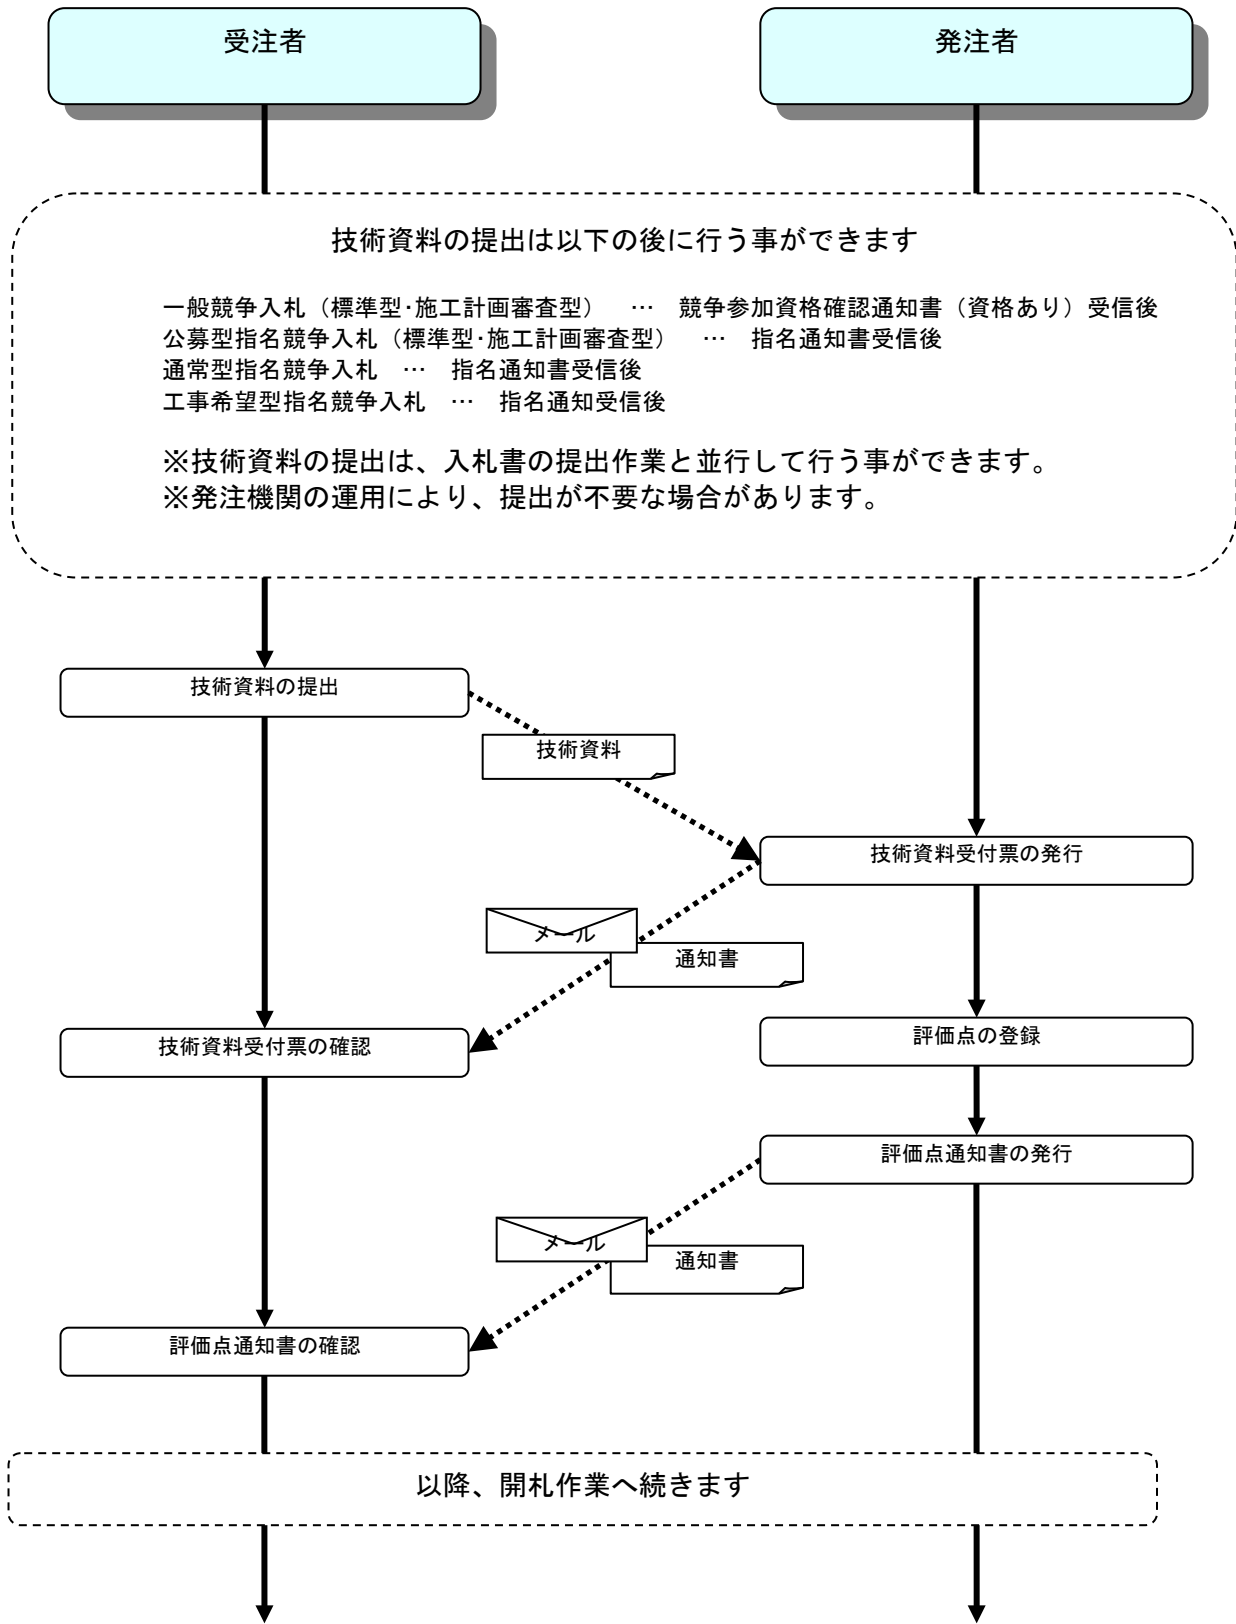 受注者
発注者
技術資料の提出は以下の後に行う事ができます
一般競争入札（標準型･施工計画審査型）　…　競争参加資格確認通知書（資格あり）受信後
公募型指名競争入札（標準型･施工計画審査型）　…　指名通知書受信後
通常型指名競争入札　…　指名通知書受信後
工事希望型指名競争入札　…　指名通知受信後
※技術資料の提出は、入札書の提出作業と並行して行う事ができます。
※発注機関の運用により、提出が不要な場合があります。
技術資料の提出
技術資料
技術資料受付票の発行
メール
通知書
技術資料受付票の確認
評価点の登録
評価点通知書の発行
メール
通知書
評価点通知書の確認
以降、開札作業へ続きます